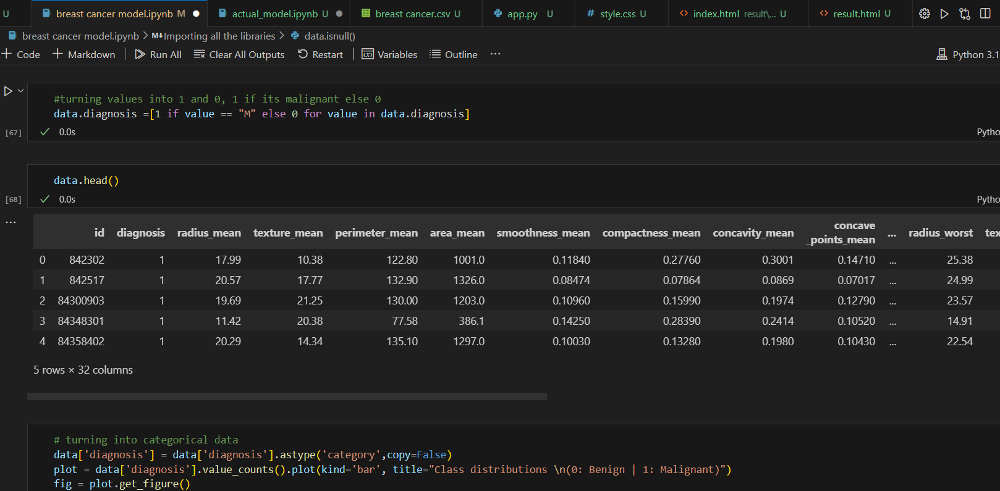 U breast cancer model.ipynb M actual_model.ipynb U breast cancer.csv U app.py U # style.css U <> index.html result\... U <> result.html U
breast cancer model.ipynb > M↓Importing all the libraries > data.isnull()
+ Code + Markdown Run All Clear All Outputs Restart Variables Outline ... Python 3.1
#turning values into 1 and 0, 1 if its malignant else 0
data.diagnosis =[1 if value == "M" else 0 for value in data.diagnosis]
[67] ✓ 0.0s Pytho
data.head()
[68] ✓ 0.0s Pytho
...
id diagnosis radius_mean texture_mean perimeter_mean area_mean smoothness_mean compactness_mean concavity_mean concave _points_mean ... radius_worst tex
0 842302 1 17.99 10.38 122.80 1001.0 0.11840 0.27760 0.3001 0.14710 ... 25.38
1 842517 1 20.57 17.77 132.90 1326.0 0.08474 0.07864 0.0869 0.07017 ... 24.99
2 84300903 1 19.69 21.25 130.00 1203.0 0.10960 0.15990 0.1974 0.12790 ... 23.57
3 84348301 1 11.42 20.38 77.58 386.1 0.14250 0.28390 0.2414 0.10520 ... 14.91
4 84358402 1 20.29 14.34 135.10 1297.0 0.10030 0.13280 0.1980 0.10430 ... 22.54
5 rows × 32 columns
# turning into categorical data
data['diagnosis'] = data['diagnosis'].astype('category',copy=False)
plot = data['diagnosis'].value_counts().plot(kind='bar', title="Class distributions \n(0: Benign | 1: Malignant)")
fig = plot.get_figure()